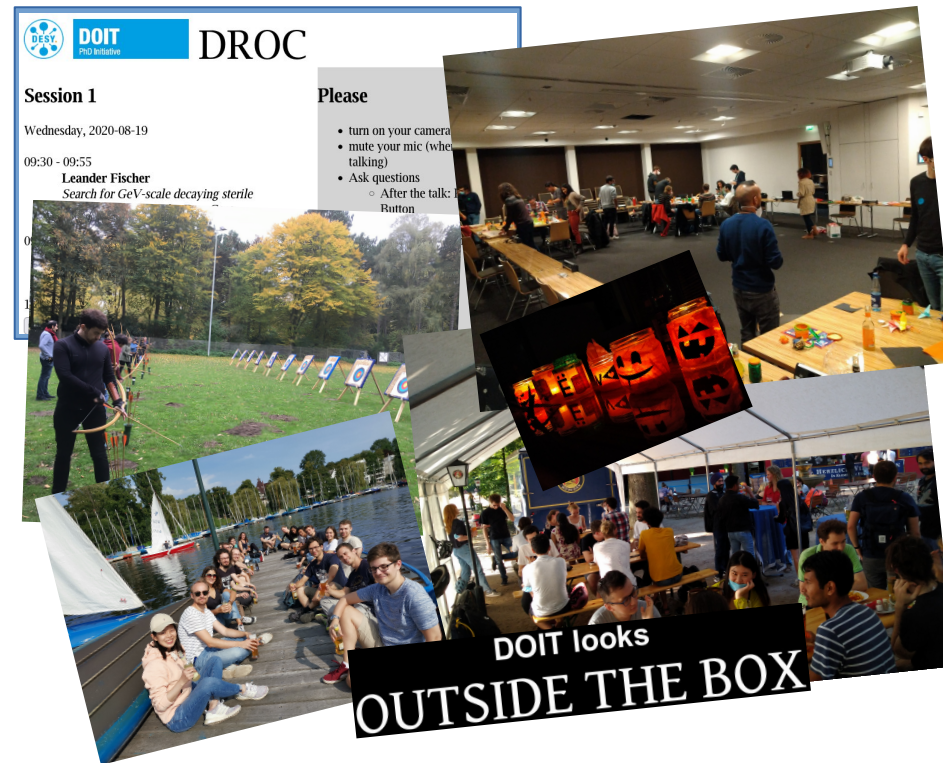 DESY.
DOIT
PhD Initiative
DROC
Session 1
Please
Wednesday, 2020-08-19
• turn on your camera
• mute your mic (when
talking)
09:30 - 09:55
• Ask questions
Leander Fischer
Search for GeV-scale decaying sterile
○ After the talk:
Button
HERZLICH
DOIT looks
OUTSIDE THE BOX